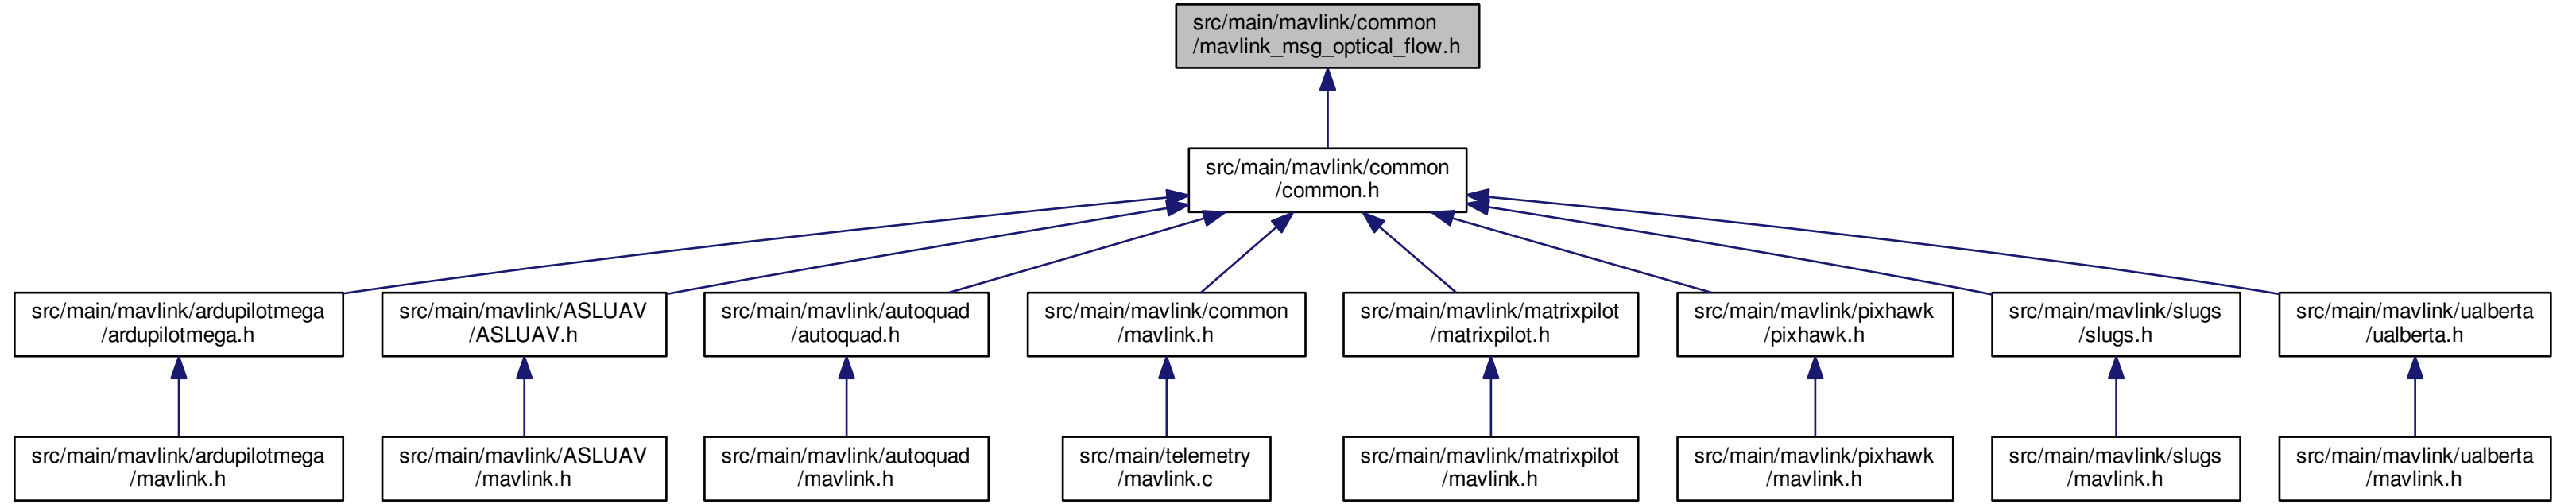 src/main/mavlink/common
/mavlink_msg_optical_flow.h
src/main/mavlink/common
/common.h
src/main/mavlink/ardupilotmega
/ardupilotmega.h
src/main/mavlink/ASLUAV
/ASLUAV.h
src/main/mavlink/autoquad
/autoquad.h
src/main/mavlink/common
/mavlink.h
src/main/mavlink/matrixpilot
/matrixpilot.h
src/main/mavlink/pixhawk
/pixhawk.h
src/main/mavlink/slugs
/slugs.h
src/main/mavlink/ualberta
/ualberta.h
src/main/mavlink/ardupilotmega
/mavlink.h
src/main/mavlink/ASLUAV
/mavlink.h
src/main/mavlink/autoquad
/mavlink.h
src/main/telemetry
/mavlink.c
src/main/mavlink/matrixpilot
/mavlink.h
src/main/mavlink/pixhawk
/mavlink.h
src/main/mavlink/slugs
/mavlink.h
src/main/mavlink/ualberta
/mavlink.h